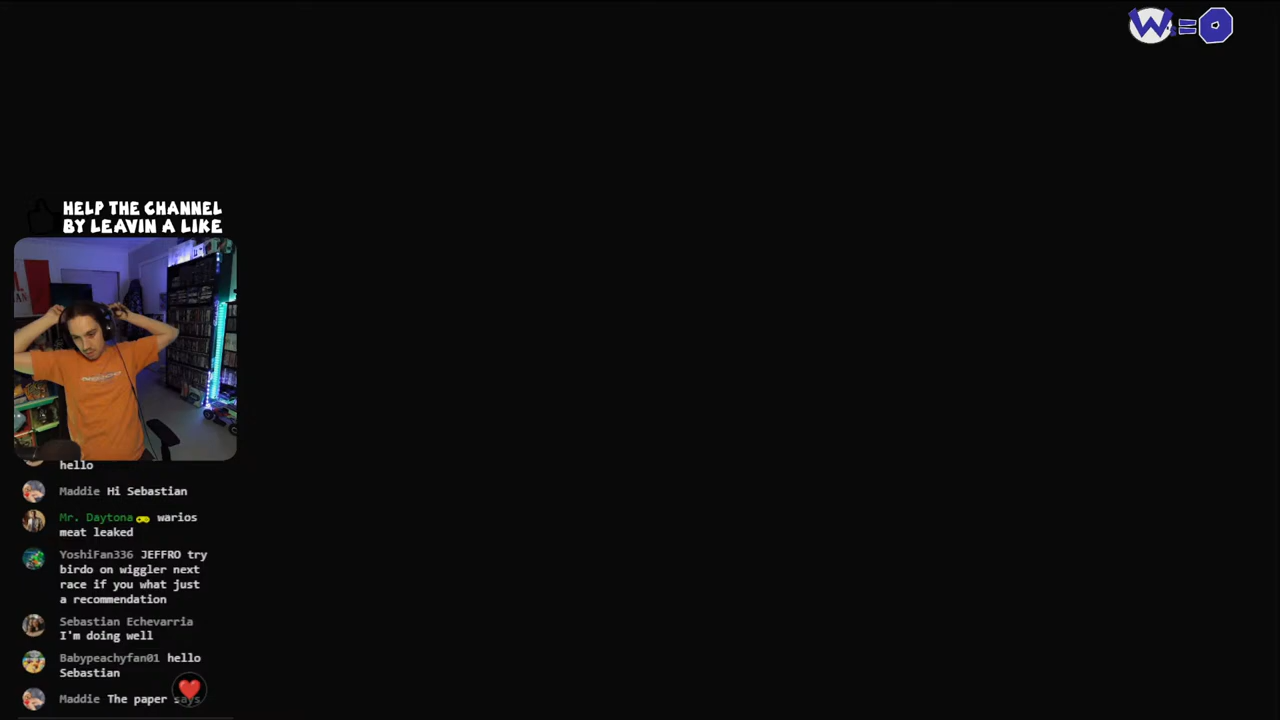 W=0
HELP THE CHANNEL
BY LEAVIN A LIKE
hello
Maddie Hi Sebastian
Mr. Daytona warios
meat leaked
YoshiFan336 JEFFRO try
birdo on wiggler next
race if you what just
a recommendation
Sebastian Echevarria
I'm doing well
Babypeachyfan01 hello
Sebastian
Maddie The paper says